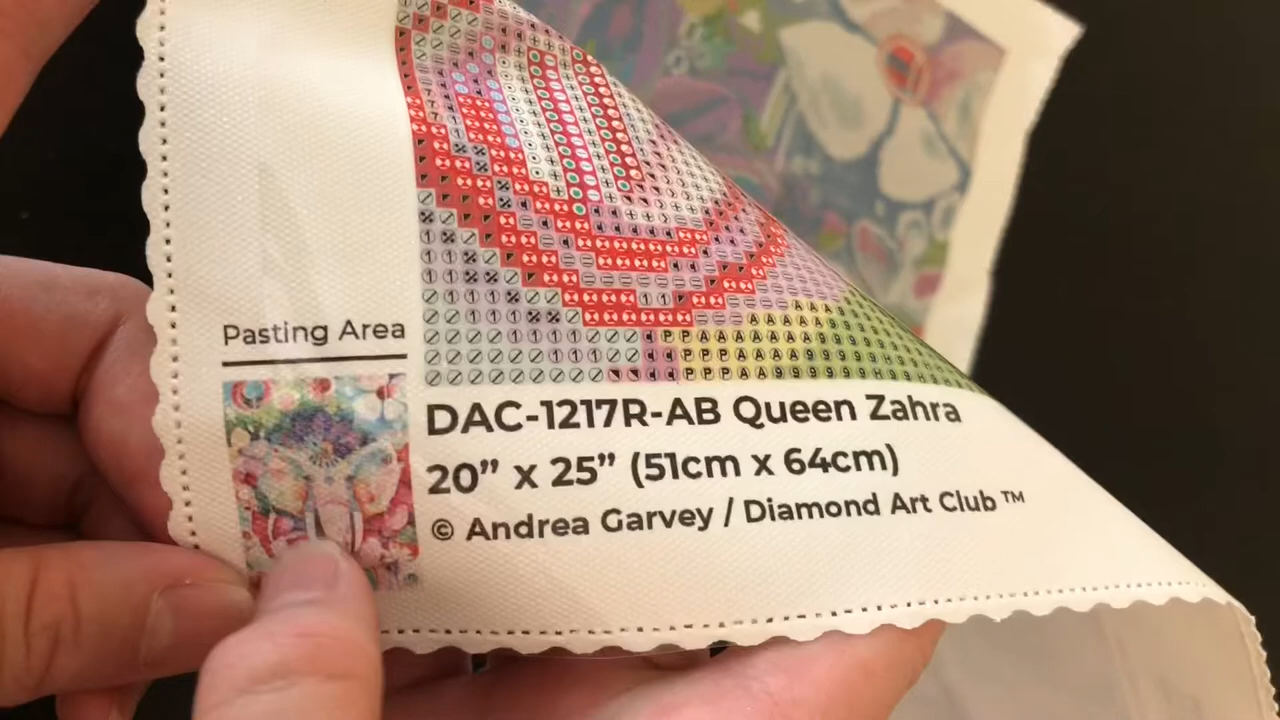 Pasting Area
DAC-1217R-AB Queen Zahra
20” x 25” (51cm x 64cm)
© Andrea Garvey / Diamond Art Club ™